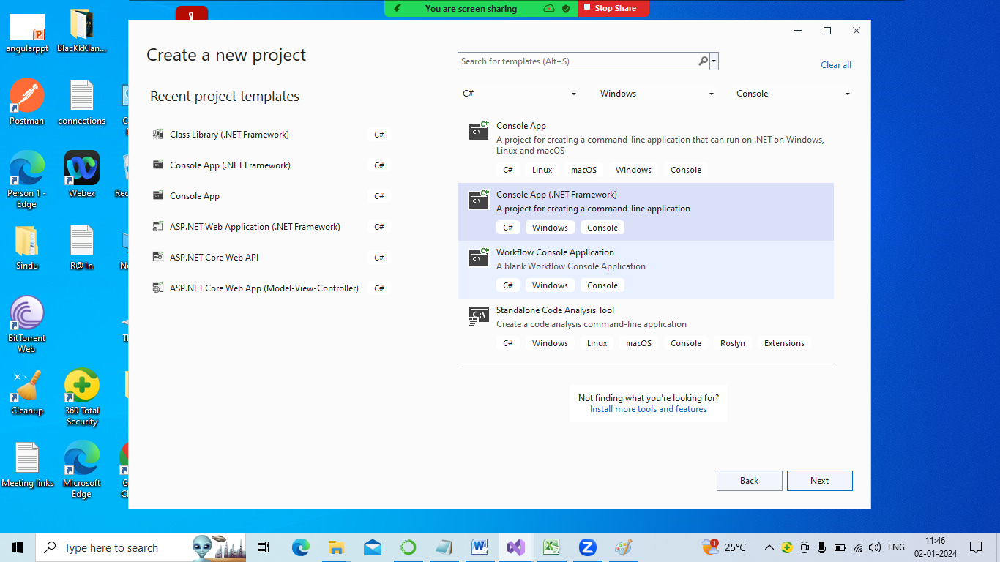 You are screen sharing
Stop Share
angularppt
BlacKkKlan...
Postman
connections
Person 1 -
Edge
Webex
Sindu
R@1n
BitTorrent
Web
Cleanup
360 Total
Security
Meeting links
Microsoft
Edge
Create a new project
Search for templates (Alt+S)
Clear all
Recent project templates
C#
Windows
Console
Class Library (.NET Framework)
C#
Console App (.NET Framework)
C#
Console App
C#
ASP.NET Web Application (.NET Framework)
C#
ASP.NET Core Web API
C#
ASP.NET Core Web App (Model-View-Controller)
C#
Console App
A project for creating a command-line application that can run on .NET on Windows,
Linux and macOS
C# Linux macOS Windows Console
Console App (.NET Framework)
A project for creating a command-line application
C# Windows Console
Workflow Console Application
A blank Workflow Console Application
C# Windows Console
Standalone Code Analysis Tool
Create a code analysis command-line application
C# Windows Linux macOS Console Roslyn Extensions
Not finding what you're looking for?
Install more tools and features
Back
Next
Type here to search
25°C
ENG
11:46
02-01-2024